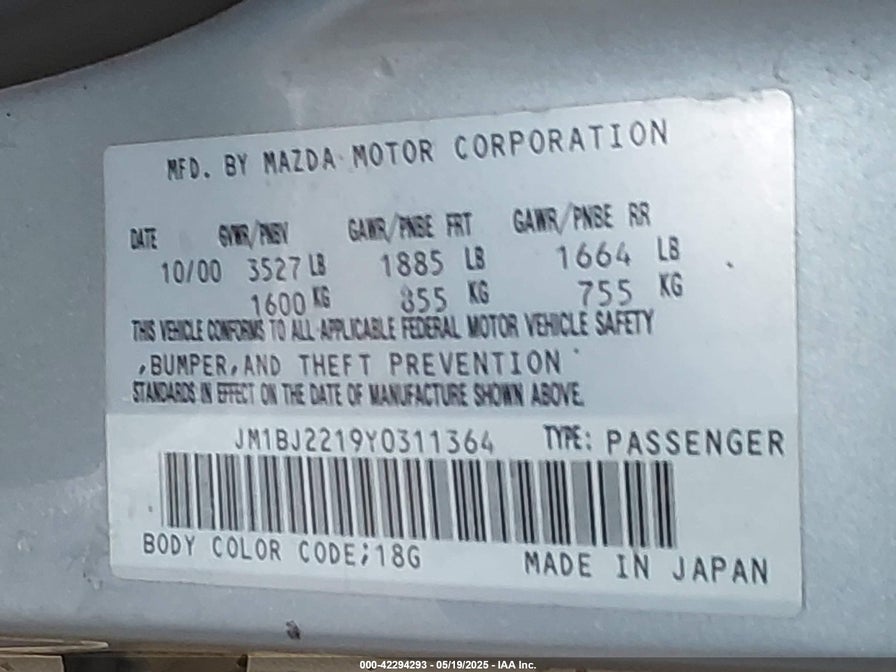 MFD. BY MAZDA MOTOR CORPORATION
DATE GVWR/PNBV GAWR/PNBE FRT GAWR/PNBE RR
10/00 3527 LB 1885 LB 1664 LB
1600 KG 855 KG 755 KG
THIS VEHICLE CONFORMS TO ALL APPLICABLE FEDERAL MOTOR VEHICLE SAFETY
,BUMPER,AND THEFT PREVENTION
STANDARDS IN EFFECT ON THE DATE OF MANUFACTURE SHOWN ABOVE.
JM1BJ2219Y0311364 TYPE: PASSENGER
BODY COLOR CODE;18G MADE IN JAPAN
000-42294293 - 05/19/2025 - IAA Inc.